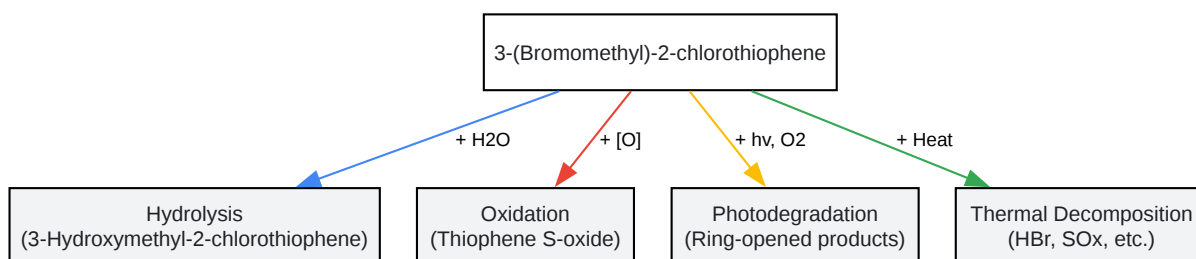 3-(Bromomethyl)-2-chlorothiophene
+ H2O
+ [O]
+ hv, O2
+ Heat
Hydrolysis
(3-Hydroxymethyl-2-chlorothiophene)
Oxidation
(Thiophene S-oxide)
Photodegradation
(Ring-opened products)
Thermal Decomposition
(HBr, SOx, etc.)